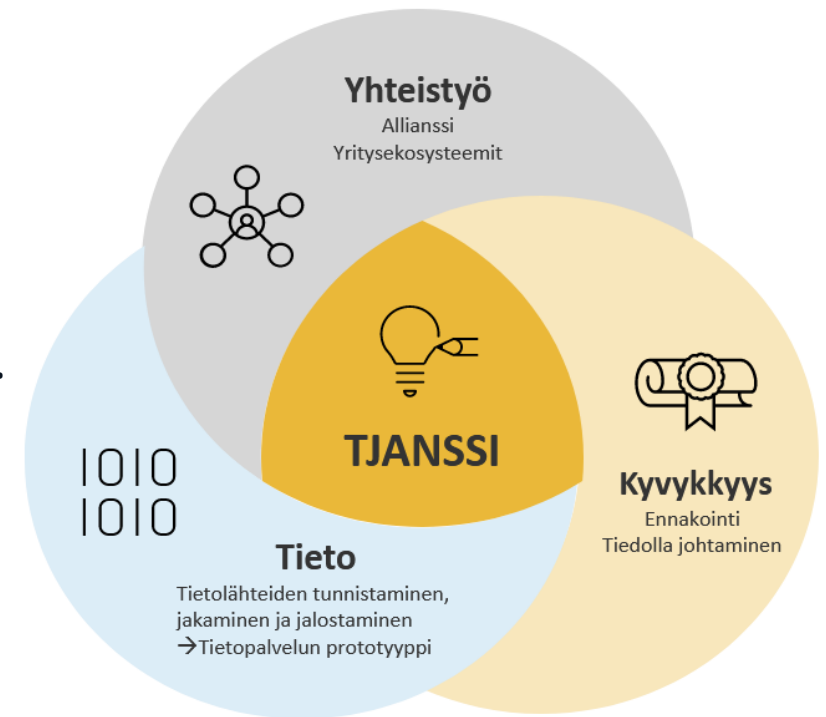 Yhteistyö
Allianssi
Yritysekosysteemit
TJANSSI
Kyvykkyys
Ennakointi
Tiedolla johtaminen
1010
1010
Tieto
Tietolähteiden tunnistaminen,
jakaminen ja jalostaminen
→Tietopalvelun prototyyppi